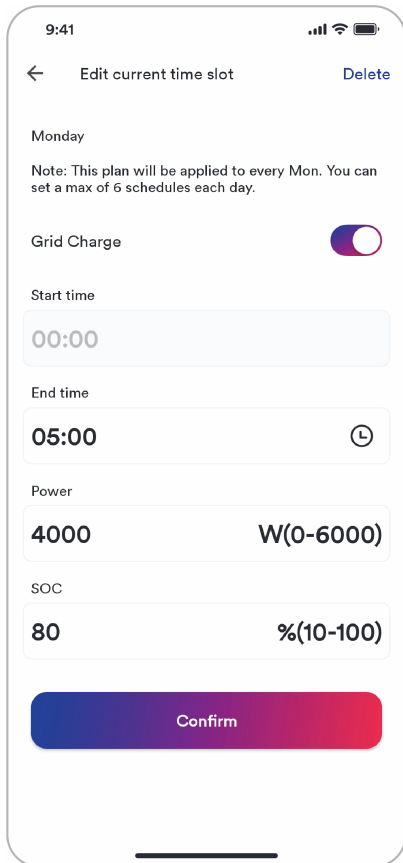 9:41
Edit current time slot
Delete
Monday
Note: This plan will be applied to every Mon. You can
set a max of 6 schedules each day.
Grid Charge
Start time
00:00
End time
05:00
Power
4000 W(0-6000)
SOC
80 %(10-100)
Confirm